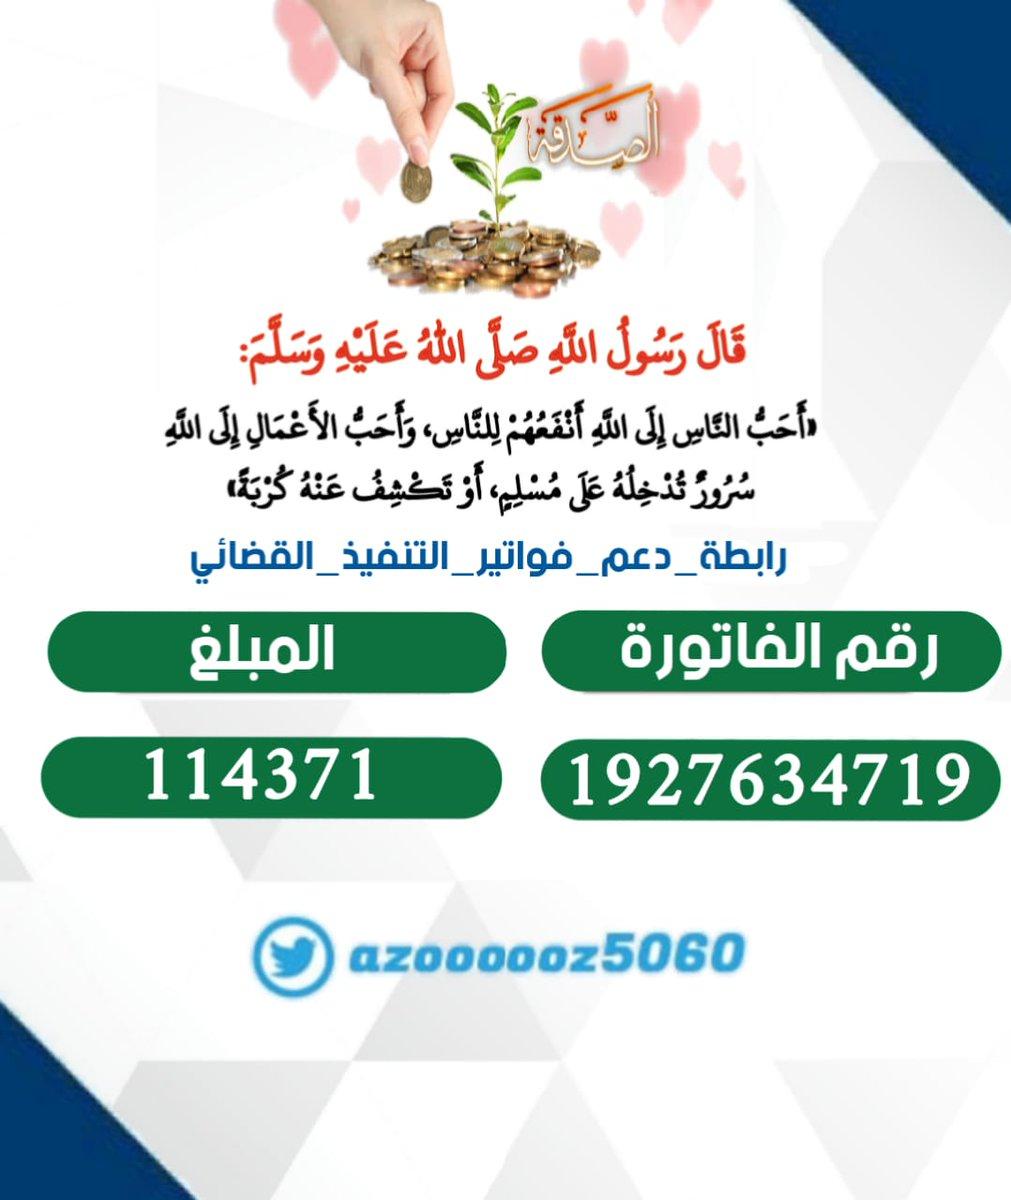 الصَّدَقَة
قَالَ رَسُولُ اللَّهِ صَلَّى اللهُ عَلَيْهِ وَسَلَّمَ:
«أَحَبُّ النَّاسِ إِلَى اللَّهِ أَنْفَعُهُمْ لِلنَّاسِ، وَأَحَبُّ الأَعْمَالِ إِلَى اللَّهِ
سُرُورٌ تُدْخِلُهُ عَلَى مُسْلِمٍ، أَوْ تَكْشِفُ عَنْهُ كُرْبَةً»
رابطة_دعم_فواتير_التنفيذ_القضائي
رقم الفاتورة المبلغ
1927634719 114371
azoooooz5060